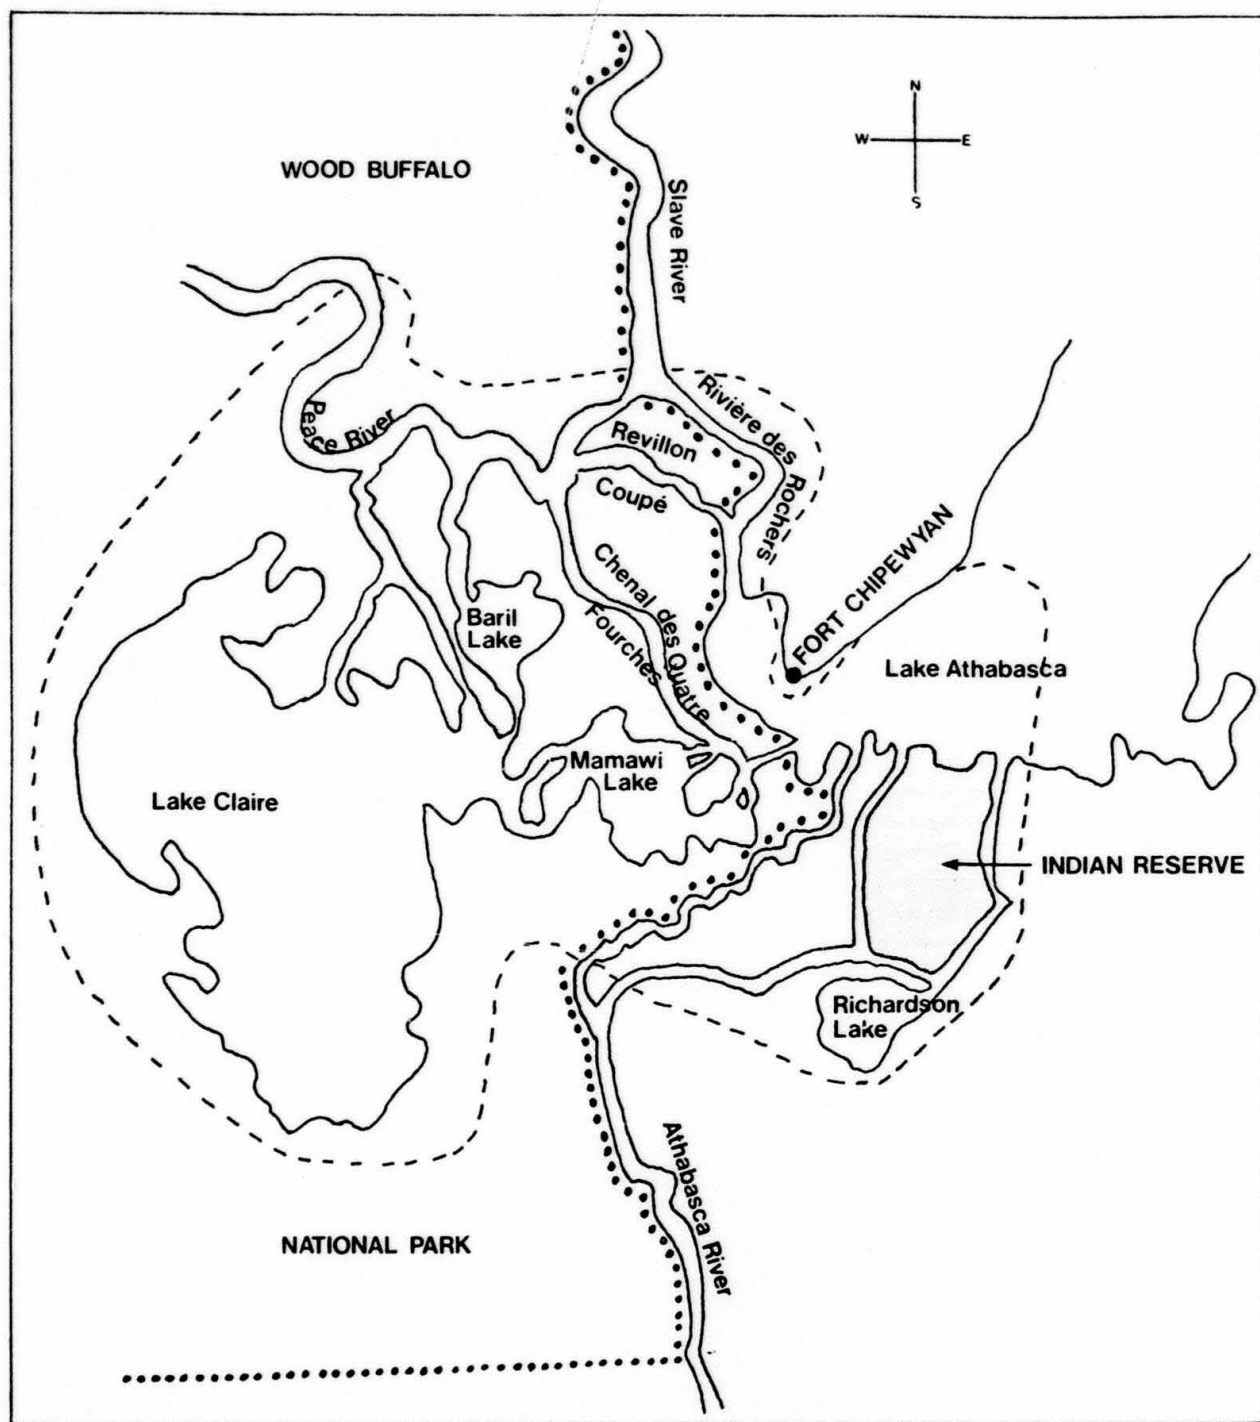 N
W E
S
WOOD BUFFALO
Slave River
Peace River
Rivière des Rochers
Revillon
Coupé
Chenal des Quatre
Fourches
FORT CHIPEWYAN
Baril
Lake
Lake Athabasca
Mamawi
Lake
Lake Claire
INDIAN RESERVE
Richardson
Lake
Athabasca River
NATIONAL PARK